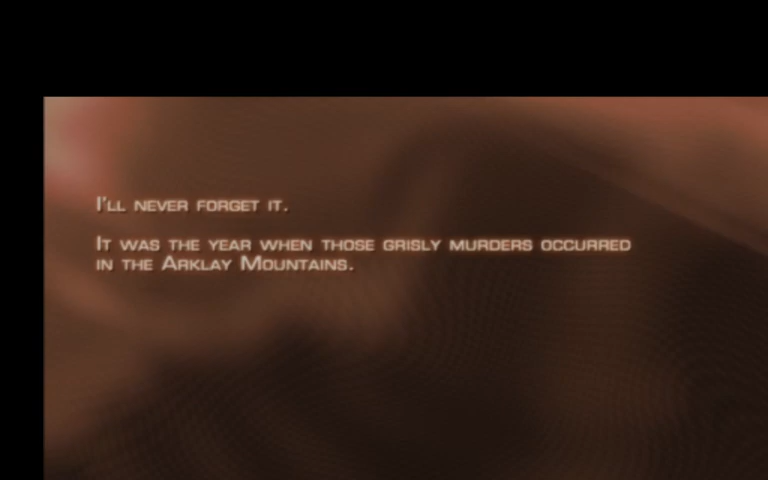 I'll never forget it.
It was the year when those grisly murders occurred
in the Arklay Mountains.